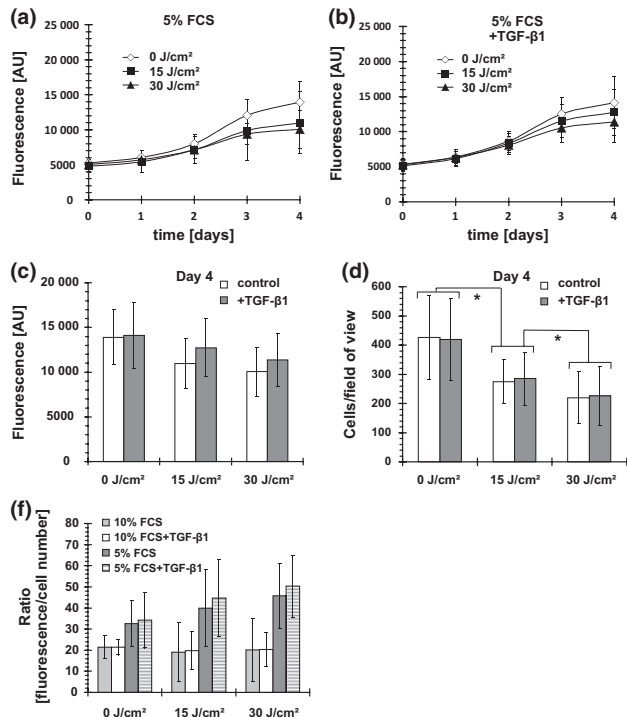 (a)
5% FCS
Fluorescence [AU]
25 000
20 000
15 000
10 000
5000
0
0 J/cm²
15 J/cm²
30 J/cm²
0 1 2 3 4
time [days]
(b)
5% FCS
+TGF-β1
Fluorescence [AU]
25 000
20 000
15 000
10 000
5000
0
0 J/cm²
15 J/cm²
30 J/cm²
0 1 2 3 4
time [days]
(c)
Day 4
Fluorescence [AU]
20 000
15 000
10 000
5000
0
control
+TGF-β1
0 J/cm² 15 J/cm² 30 J/cm²
(d)
Day 4
Cells/field of view
600
500
400
300
200
100
0
control
+TGF-β1
*
*
0 J/cm² 15 J/cm² 30 J/cm²
(f)
Ratio
[fluorescence/cell number]
80
70
60
50
40
30
20
10
0
10% FCS
10% FCS+TGF-β1
5% FCS
5% FCS+TGF-β1
0 J/cm² 15 J/cm² 30 J/cm²